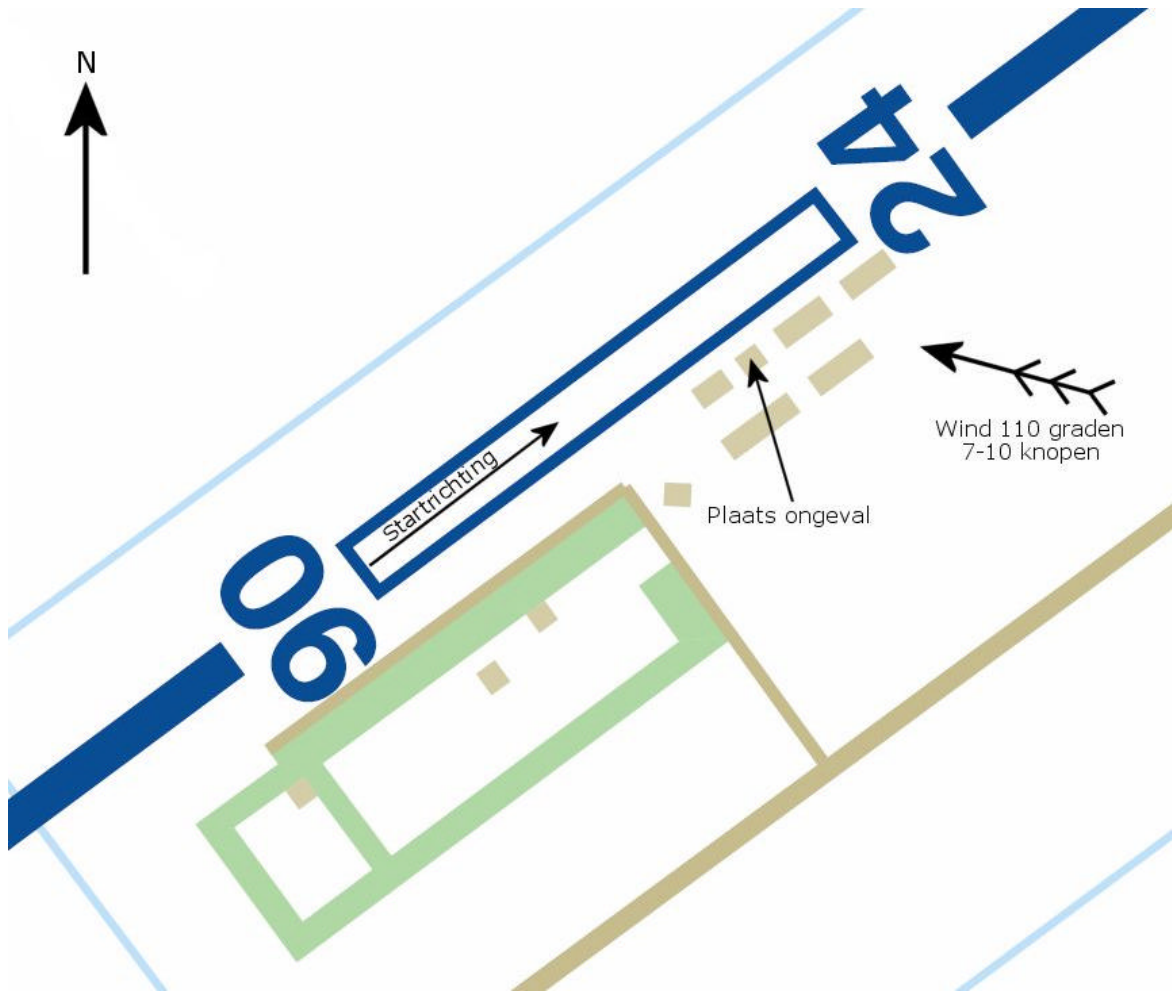 N
24
Startrichting
Wind 110 graden
7-10 knopen
Plaats ongeval
06